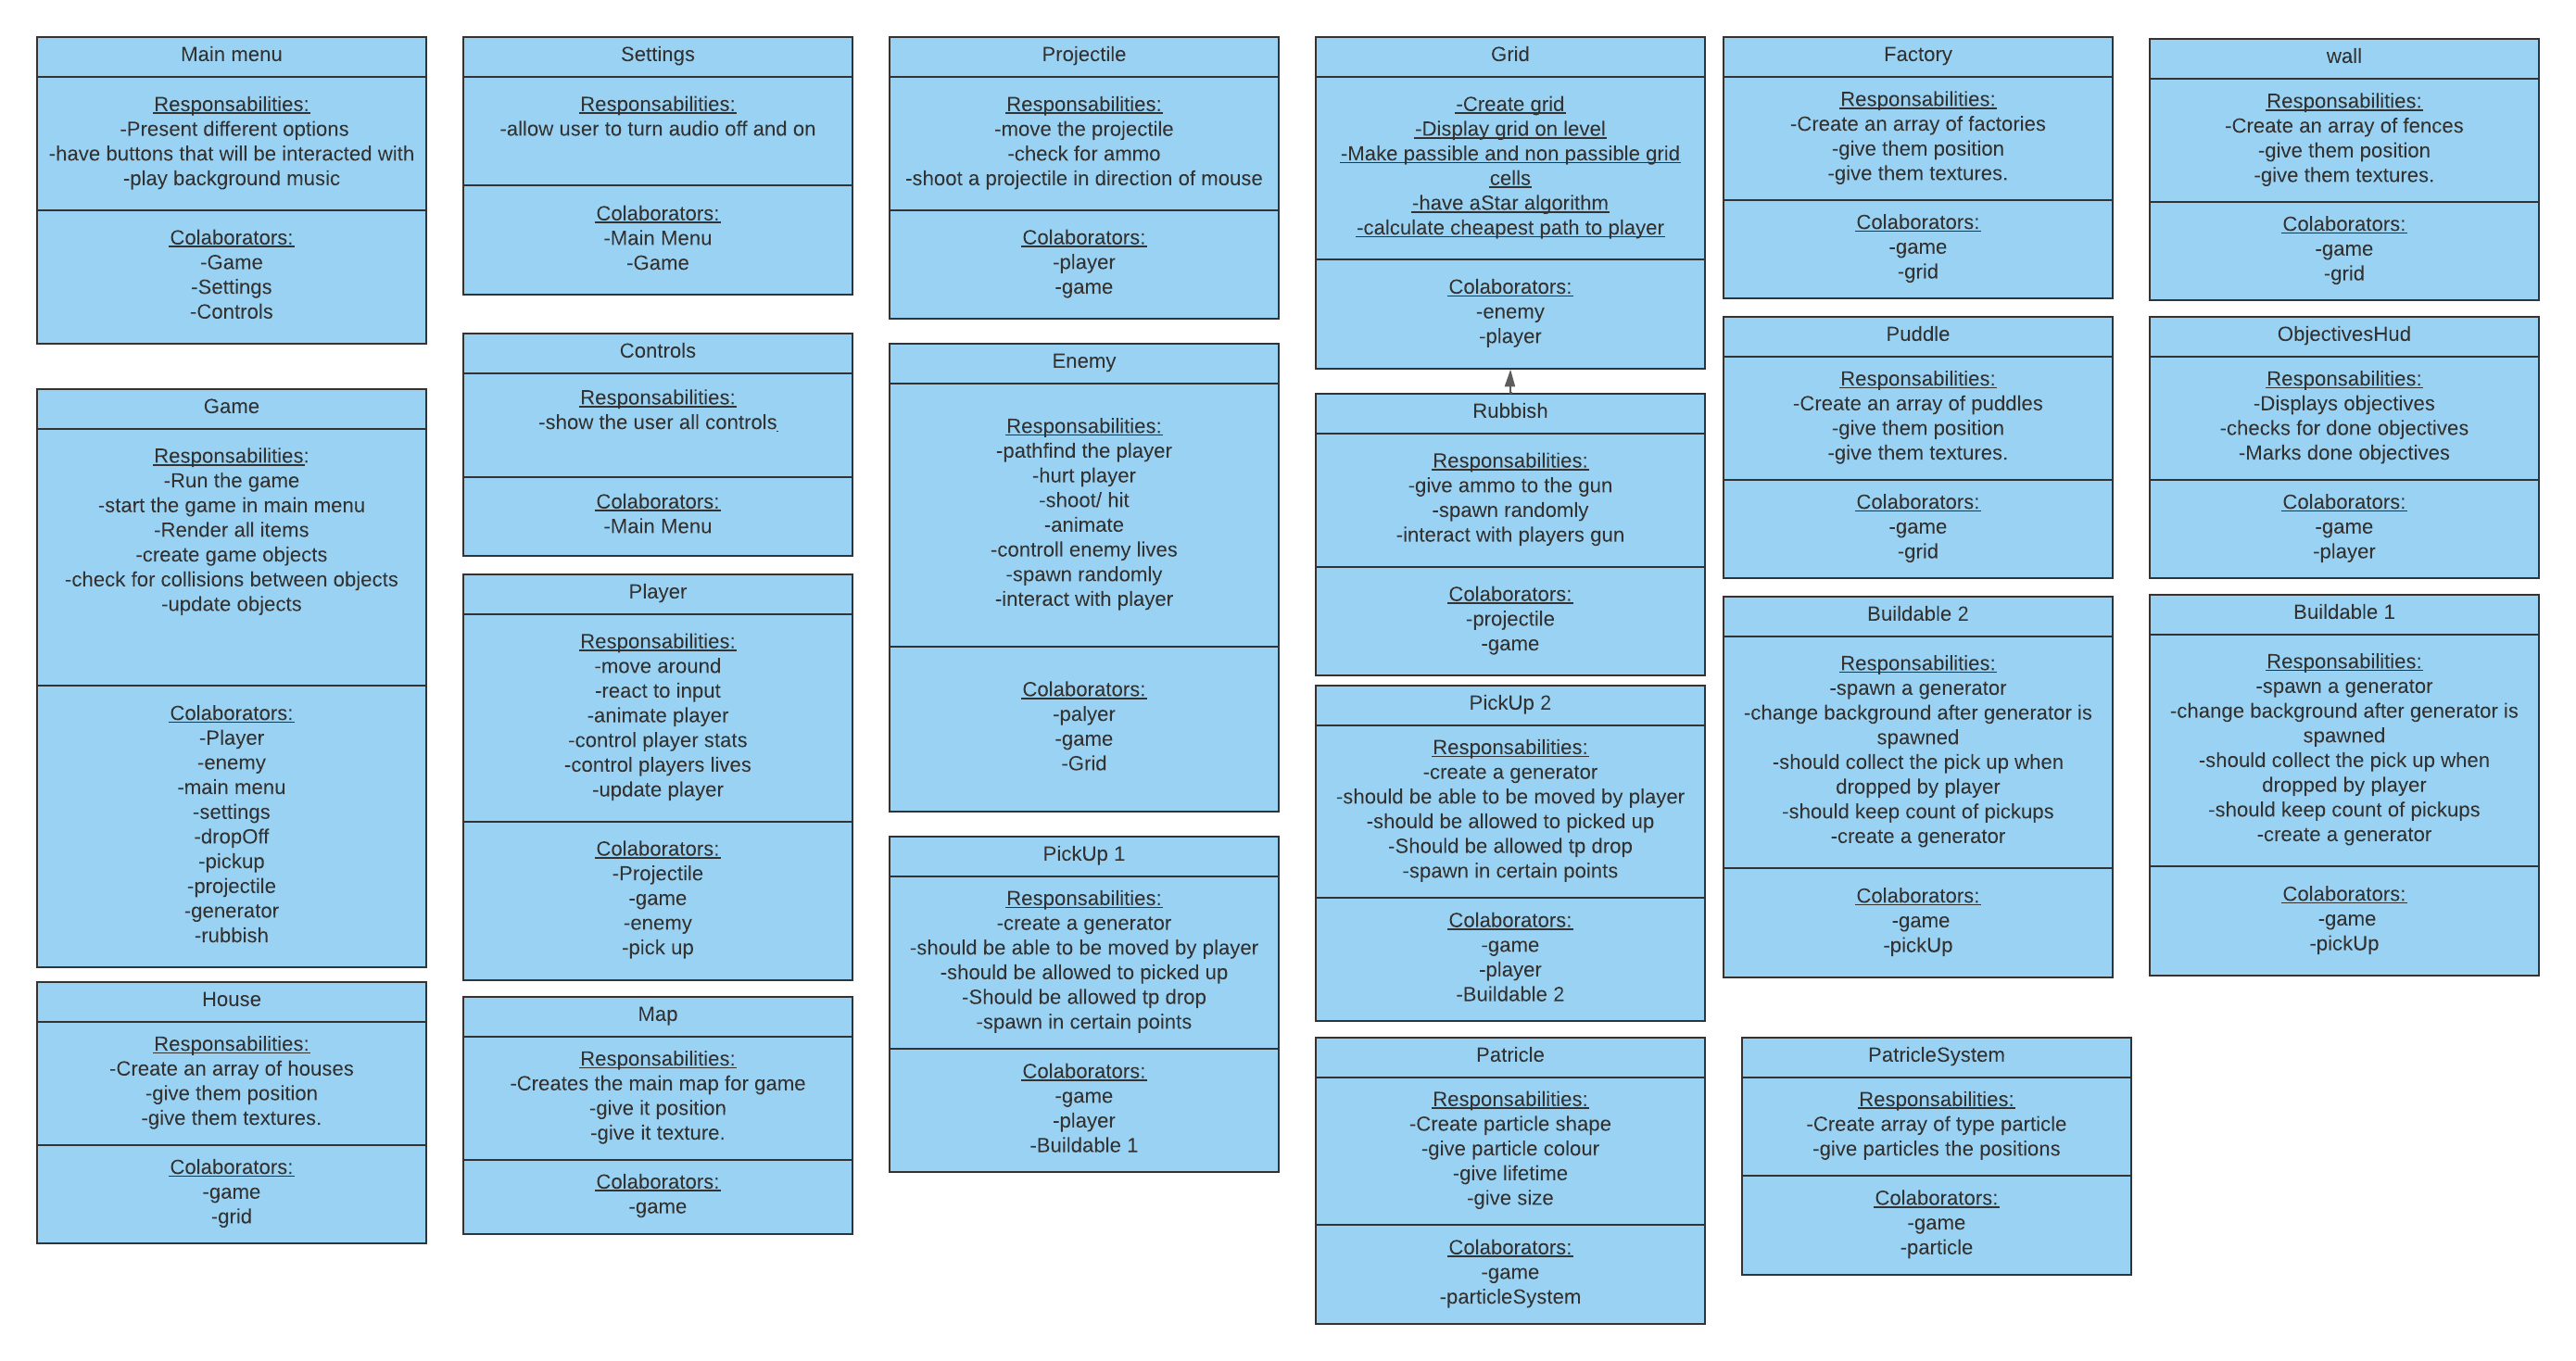 Main menu
Responsabilities:
-Present different options
-have buttons that will be interacted with
-play background music
Colaborators:
-Game
-Settings
-Controls
Game
Responsabilities:
-Run the game
-start the game in main menu
-Render all items
-create game objects
-check for collisions between objects
-update objects
Colaborators:
-Player
-enemy
-main menu
-settings
-dropOff
-pickup
-projectile
-generator
-rubbish
House
Responsabilities:
-Create an array of houses
-give them position
-give them textures.
Colaborators:
-game
-grid
Settings
Responsabilities:
-allow user to turn audio off and on
Colaborators:
-Main Menu
-Game
Controls
Responsabilities:
-show the user all controls
Colaborators:
-Main Menu
Player
Responsabilities:
-move around
-react to input
-animate player
-control player stats
-control players lives
-update player
Colaborators:
-Projectile
-game
-enemy
-pick up
Map
Responsabilities:
-Creates the main map for game
-give it position
-give it texture.
Colaborators:
-game
Projectile
Responsabilities:
-move the projectile
-check for ammo
-shoot a projectile in direction of mouse
Colaborators:
-player
-game
Enemy
Responsabilities:
-pathfind the player
-hurt player
-shoot/ hit
-animate
-controll enemy lives
-spawn randomly
-interact with player
Colaborators:
-palyer
-game
-Grid
PickUp 1
Responsabilities:
-create a generator
-should be able to be moved by player
-should be allowed to picked up
-Should be allowed tp drop
-spawn in certain points
Colaborators:
-game
-player
-Buildable 1
Grid
-Create grid
-Display grid on level
-Make passible and non passible grid
cells
-have aStar algorithm
-calculate cheapest path to player
Colaborators:
-enemy
-player
Rubbish
Responsabilities:
-give ammo to the gun
-spawn randomly
-interact with players gun
Colaborators:
-projectile
-game
PickUp 2
Responsabilities:
-create a generator
-should be able to be moved by player
-should be allowed to picked up
-Should be allowed tp drop
-spawn in certain points
Colaborators:
-game
-player
-Buildable 2
Patricle
Responsabilities:
-Create particle shape
-give particle colour
-give lifetime
-give size
Colaborators:
-game
-particleSystem
Factory
Responsabilities:
-Create an array of factories
-give them position
-give them textures.
Colaborators:
-game
-grid
Puddle
Responsabilities:
-Create an array of puddles
-give them position
-give them textures.
Colaborators:
-game
-grid
Buildable 2
Responsabilities:
-spawn a generator
-change background after generator is
spawned
-should collect the pick up when
dropped by player
-should keep count of pickups
-create a generator
Colaborators:
-game
-pickUp
PatricleSystem
Responsabilities:
-Create array of type particle
-give particles the positions
Colaborators:
-game
-particle
wall
Responsabilities:
-Create an array of fences
-give them position
-give them textures.
Colaborators:
-game
-grid
ObjectivesHud
Responsabilities:
-Displays objectives
-checks for done objectives
-Marks done objectives
Colaborators:
-game
-player
Buildable 1
Responsabilities:
-spawn a generator
-change background after generator is
spawned
-should collect the pick up when
dropped by player
-should keep count of pickups
-create a generator
Colaborators:
-game
-pickUp